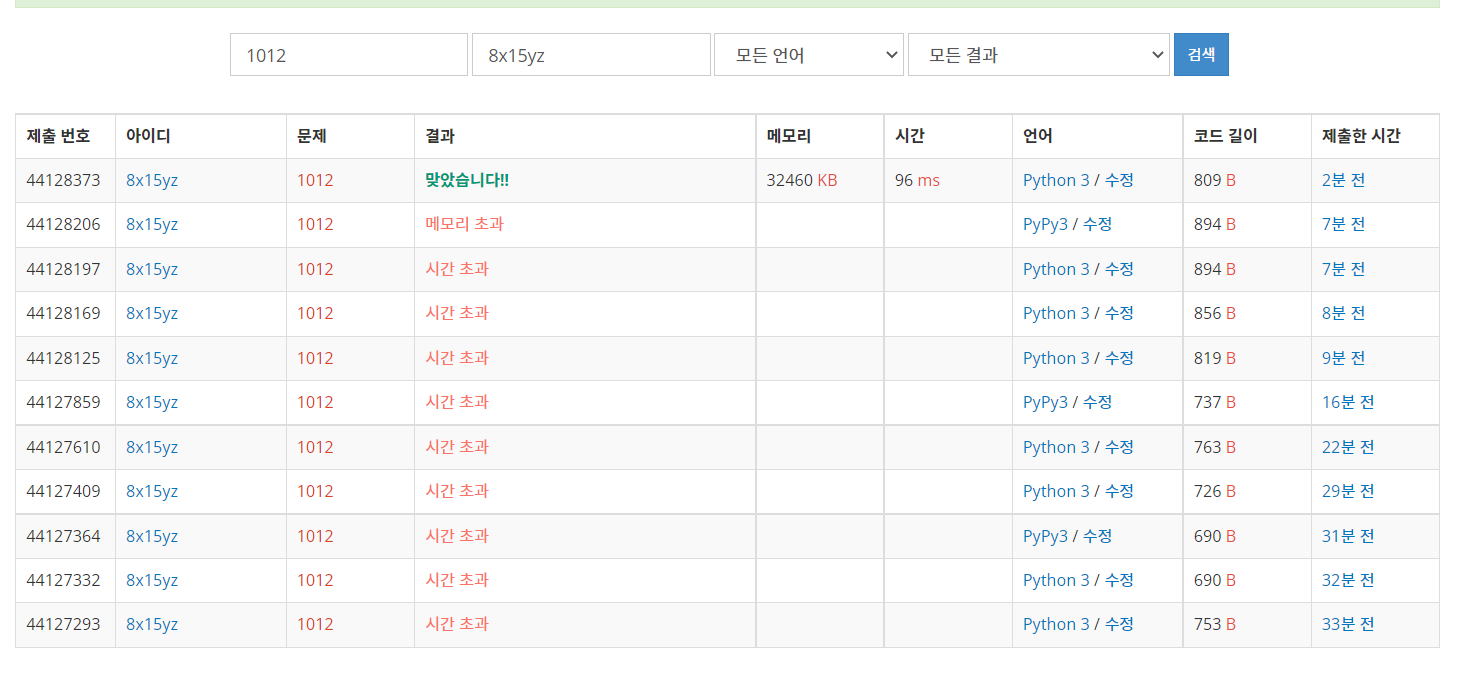 1012 8x15yz 모든 언어 모든 결과 검색
제출 번호 아이디 문제 결과 메모리 시간 언어 코드 길이 제출한 시간
44128373 8x15yz 1012 맞았습니다!! 32460 KB 96 ms Python 3 / 수정 809 B 2분 전
44128206 8x15yz 1012 메모리 초과 PyPy3 / 수정 894 B 7분 전
44128197 8x15yz 1012 시간 초과 Python 3 / 수정 894 B 7분 전
44128169 8x15yz 1012 시간 초과 Python 3 / 수정 856 B 8분 전
44128125 8x15yz 1012 시간 초과 Python 3 / 수정 819 B 9분 전
44127859 8x15yz 1012 시간 초과 PyPy3 / 수정 737 B 16분 전
44127610 8x15yz 1012 시간 초과 Python 3 / 수정 763 B 22분 전
44127409 8x15yz 1012 시간 초과 Python 3 / 수정 726 B 29분 전
44127364 8x15yz 1012 시간 초과 PyPy3 / 수정 690 B 31분 전
44127332 8x15yz 1012 시간 초과 Python 3 / 수정 690 B 32분 전
44127293 8x15yz 1012 시간 초과 Python 3 / 수정 753 B 33분 전